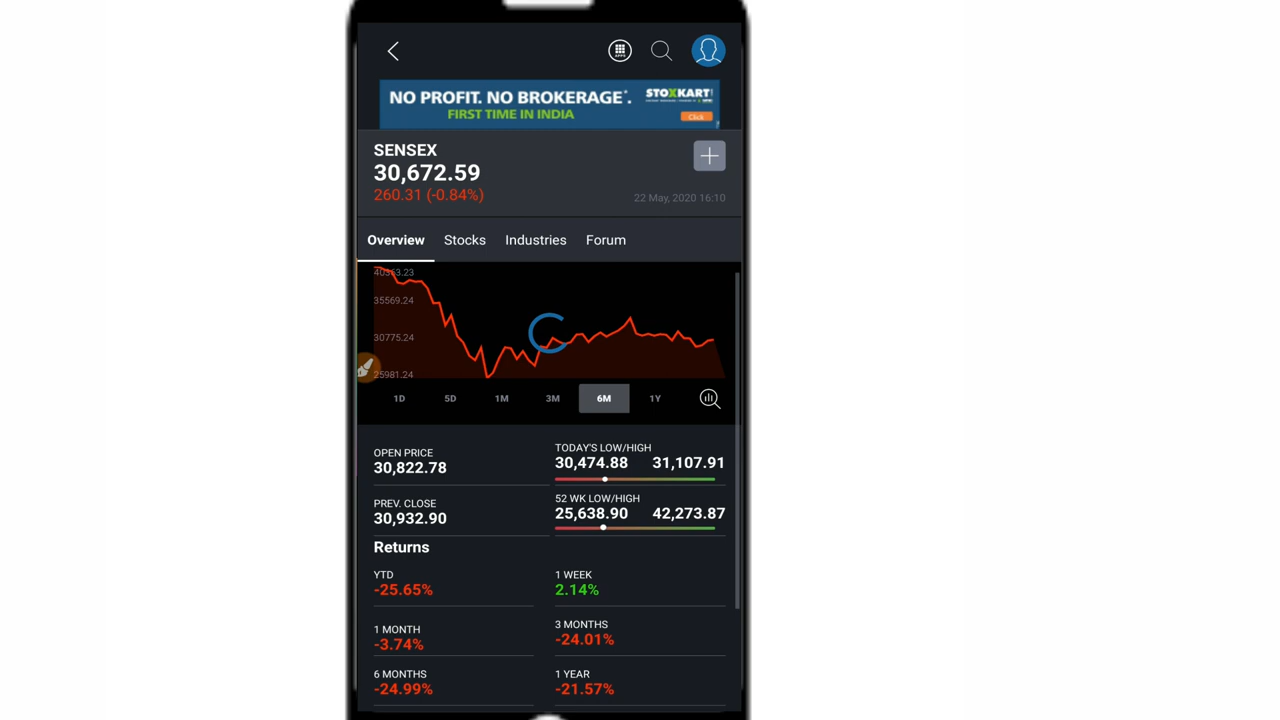 APPS
NO PROFIT. NO BROKERAGE*. STOXKART!
FIRST TIME IN INDIA Click
SENSEX
30,672.59
260.31 (-0.84%) 22 May, 2020 16:10
Overview Stocks Industries Forum
40363.23
35569.24
30775.24
25981.24
1D 5D 1M 3M 6M 1Y
OPEN PRICE TODAY'S LOW/HIGH
30,822.78 30,474.88 31,107.91
PREV. CLOSE 52 WK LOW/HIGH
30,932.90 25,638.90 42,273.87
Returns
YTD 1 WEEK
-25.65% 2.14%
1 MONTH 3 MONTHS
-3.74% -24.01%
6 MONTHS 1 YEAR
-24.99% -21.57%